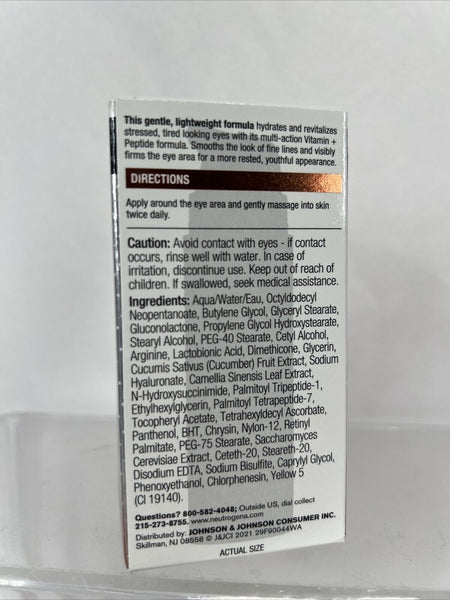 This gentle, lightweight formula hydrates and revitalizes
stressed, tired looking eyes with its multi-action Vitamin +
Peptide formula. Smooths the look of fine lines and visibly
firms the eye area for a more rested, youthful appearance.
DIRECTIONS
Apply around the eye area and gently massage into skin
twice daily.
Caution: Avoid contact with eyes - if contact
occurs, rinse well with water. In case of
irritation, discontinue use. Keep out of reach of
children. If swallowed, seek medical assistance.
Ingredients: Aqua/Water/Eau, Octyldodecyl
Neopentanoate, Butylene Glycol, Glyceryl Stearate,
Gluconolactone, Propylene Glycol Hydroxystearate,
Stearyl Alcohol, PEG-40 Stearate, Cetyl Alcohol,
Arginine, Lactobionic Acid, Dimethicone, Glycerin,
Cucumis Sativus (Cucumber) Fruit Extract, Sodium
Hyaluronate, Camellia Sinensis Leaf Extract,
N-Hydroxysuccinimide, Palmitoyl Tripeptide-1,
Ethylhexylglycerin, Palmitoyl Tetrapeptide-7,
Tocopheryl Acetate, Tetrahexyldecyl Ascorbate,
Panthenol, BHT, Chrysin, Nylon-12, Retinyl
Palmitate, PEG-75 Stearate, Saccharomyces
Cerevisiae Extract, Ceteth-20, Steareth-20,
Disodium EDTA, Sodium Bisulfite, Caprylyl Glycol,
Phenoxyethanol, Chlorphenesin, Yellow 5
(CI 19140).
Questions? 800-582-4048; Outside US, dial collect
215-273-8755. www.neutrogena.com
Distributed by: JOHNSON & JOHNSON CONSUMER INC.
Skillman, NJ 08558 © J&JCI 2021 29F90044WA
ACTUAL SIZE